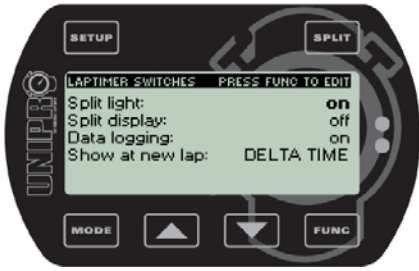 SETUP SPLIT
LAPTIMER SWITCHES PRESS FUNC TO EDIT
Split light: on
Split display: off
Data logging: on
Show at new lap: DELTA TIME
UNIPRO
MODE FUNC